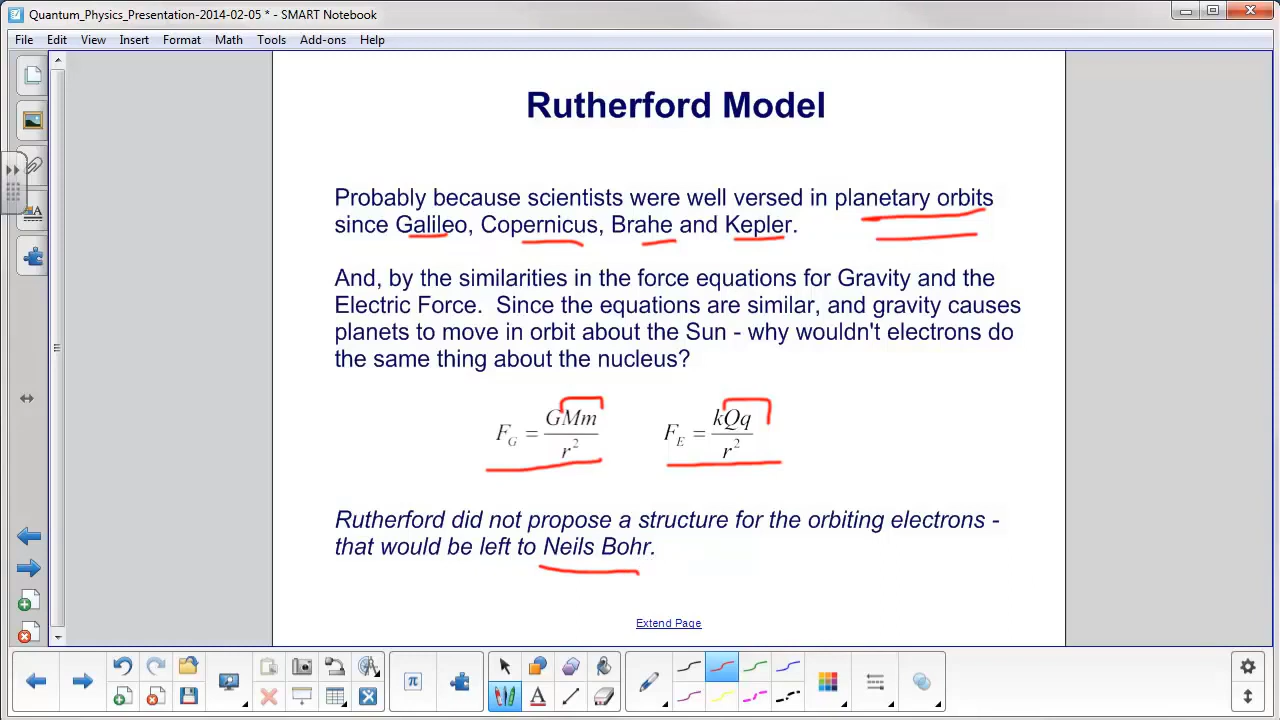 Quantum_Physics_Presentation-2014-02-05 * - SMART Notebook
File Edit View Insert Format Math Tools Add-ons Help
Rutherford Model
Probably because scientists were well versed in planetary orbits
since Galileo, Copernicus, Brahe and Kepler.
And, by the similarities in the force equations for Gravity and the
Electric Force.  Since the equations are similar, and gravity causes
planets to move in orbit about the Sun - why wouldn't electrons do
the same thing about the nucleus?
F_G = GMm / r² F_E = kQq / r²
Rutherford did not propose a structure for the orbiting electrons -
that would be left to Neils Bohr.
Extend Page